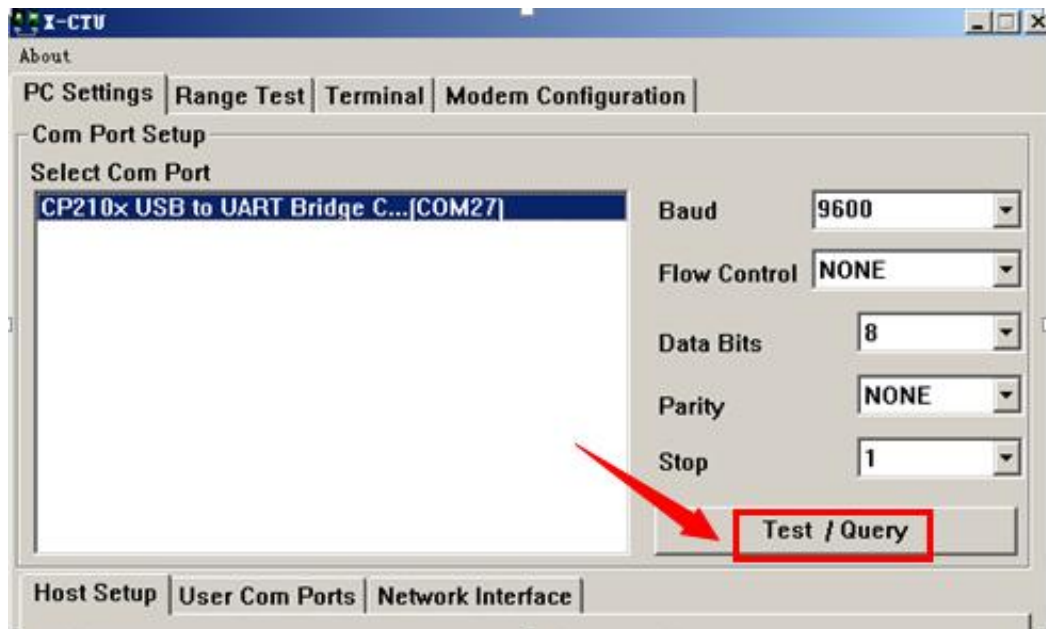 X-CTU
About
PC Settings Range Test Terminal Modem Configuration
Com Port Setup
Select Com Port
CP210x USB to UART Bridge C...(COM27)
Baud 9600
Flow Control NONE
Data Bits 8
Parity NONE
Stop 1
Test / Query
Host Setup User Com Ports Network Interface